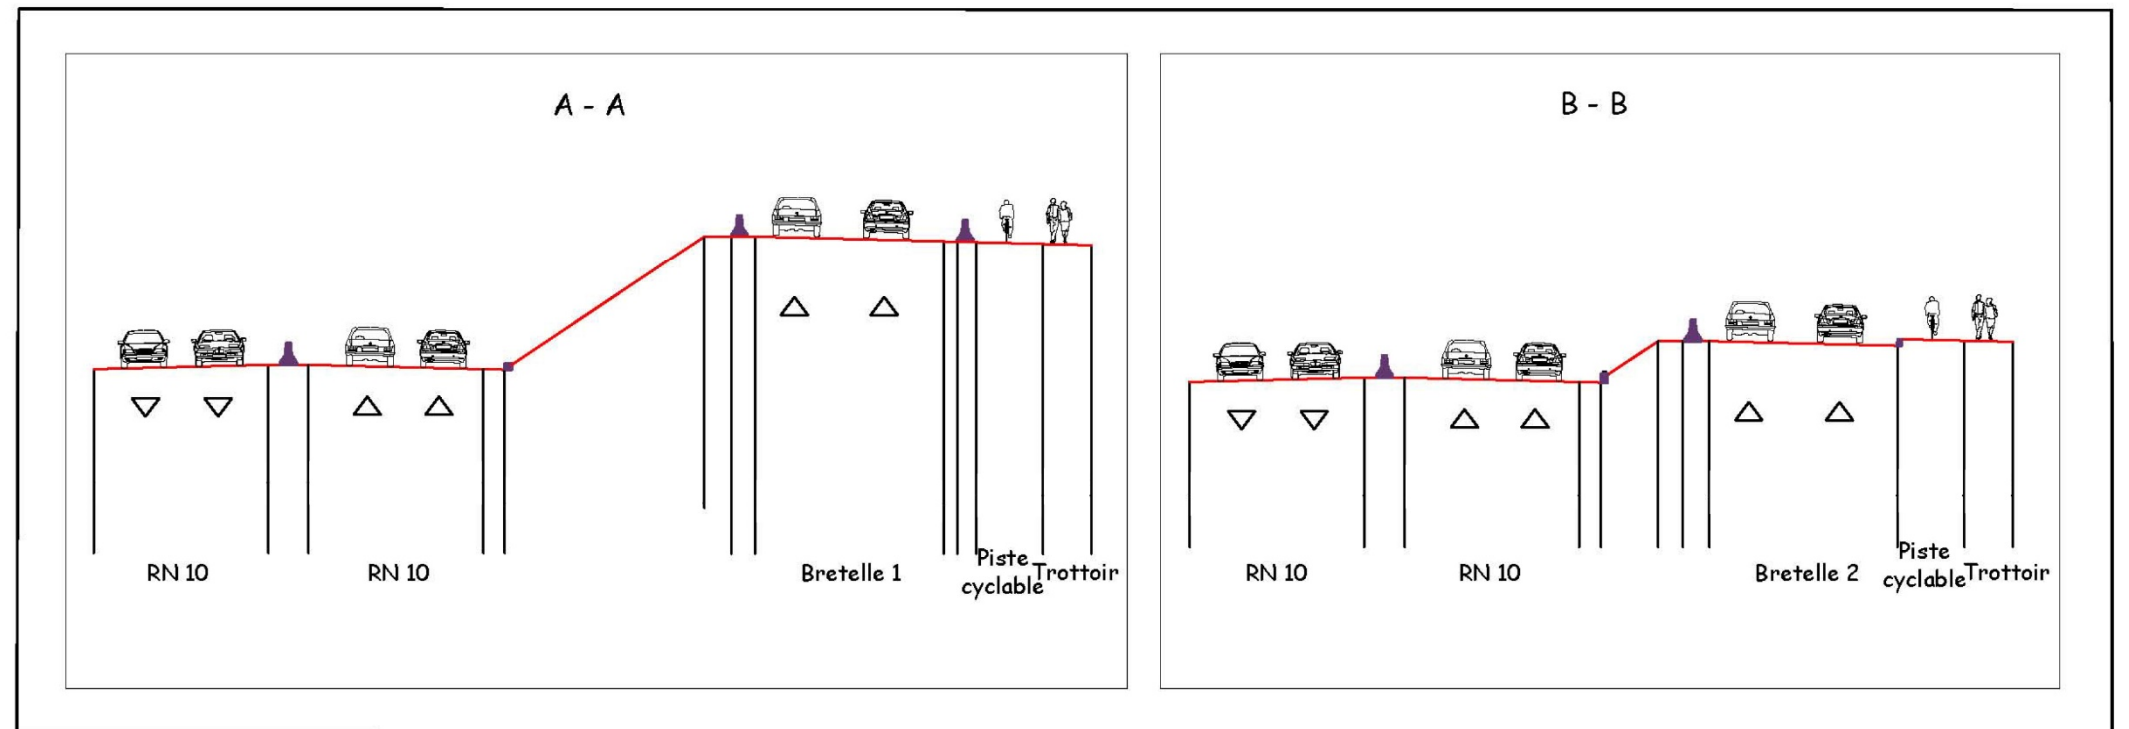 A - A
RN 10
RN 10
Bretelle 1
Piste
cyclable
Trottoir
B - B
RN 10
RN 10
Bretelle 2
Piste
cyclable
Trottoir